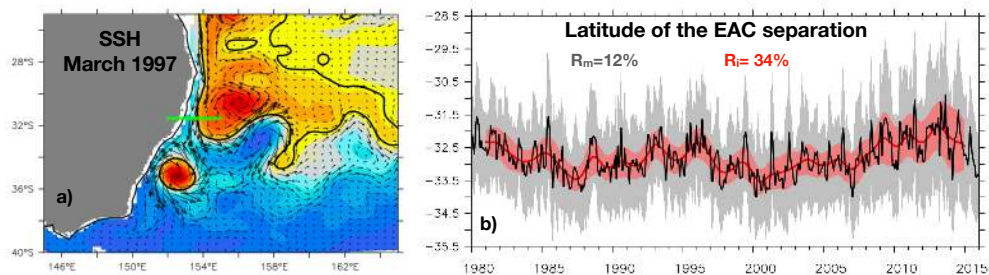 SSH
March 1997
28°S
32°S
36°S
40°S
a)
146°E
150°E
154°E
158°E
162°E
Latitude of the EAC separation
Rm=12%
Ri= 34%
-28.5
-29.5
-30.5
-31.5
-32.5
-33.5
-34.5
-35.5
b)
1980
1985
1990
1995
2000
2005
2010
2015